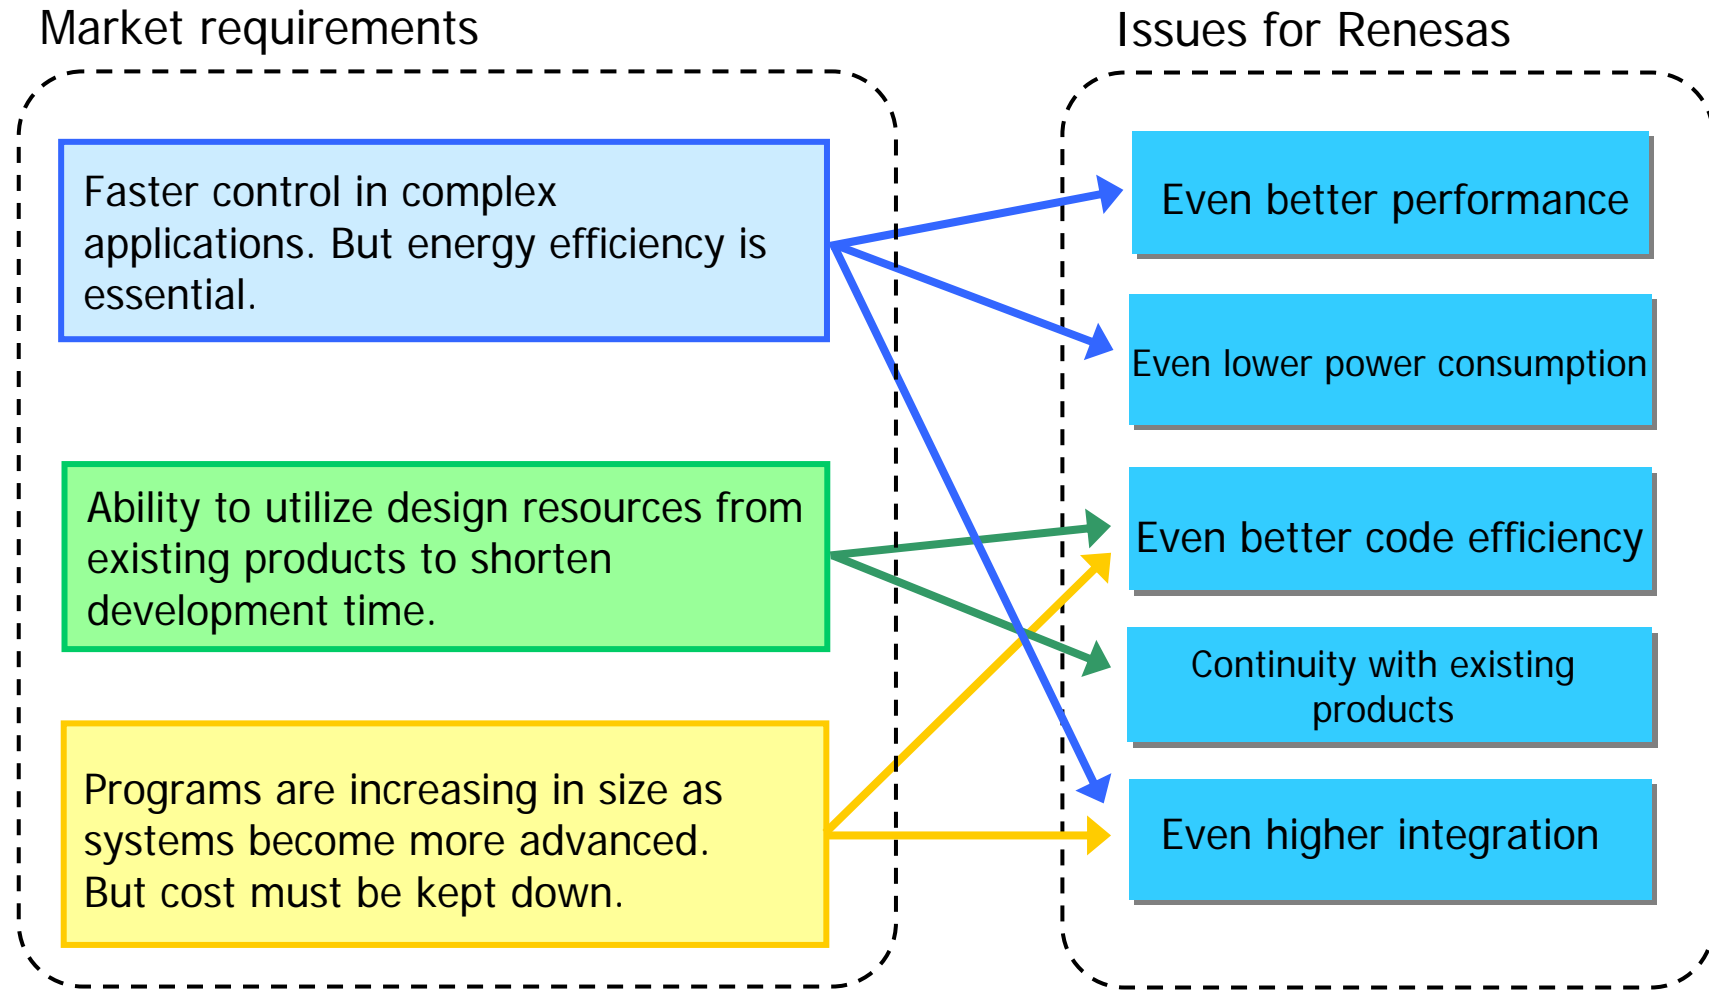 Market requirements
Faster control in complex
applications. But energy efficiency is
essential.
Ability to utilize design resources from
existing products to shorten
development time.
Programs are increasing in size as
systems become more advanced.
But cost must be kept down.
Issues for Renesas
Even better performance
Even lower power consumption
Even better code efficiency
Continuity with existing
products
Even higher integration